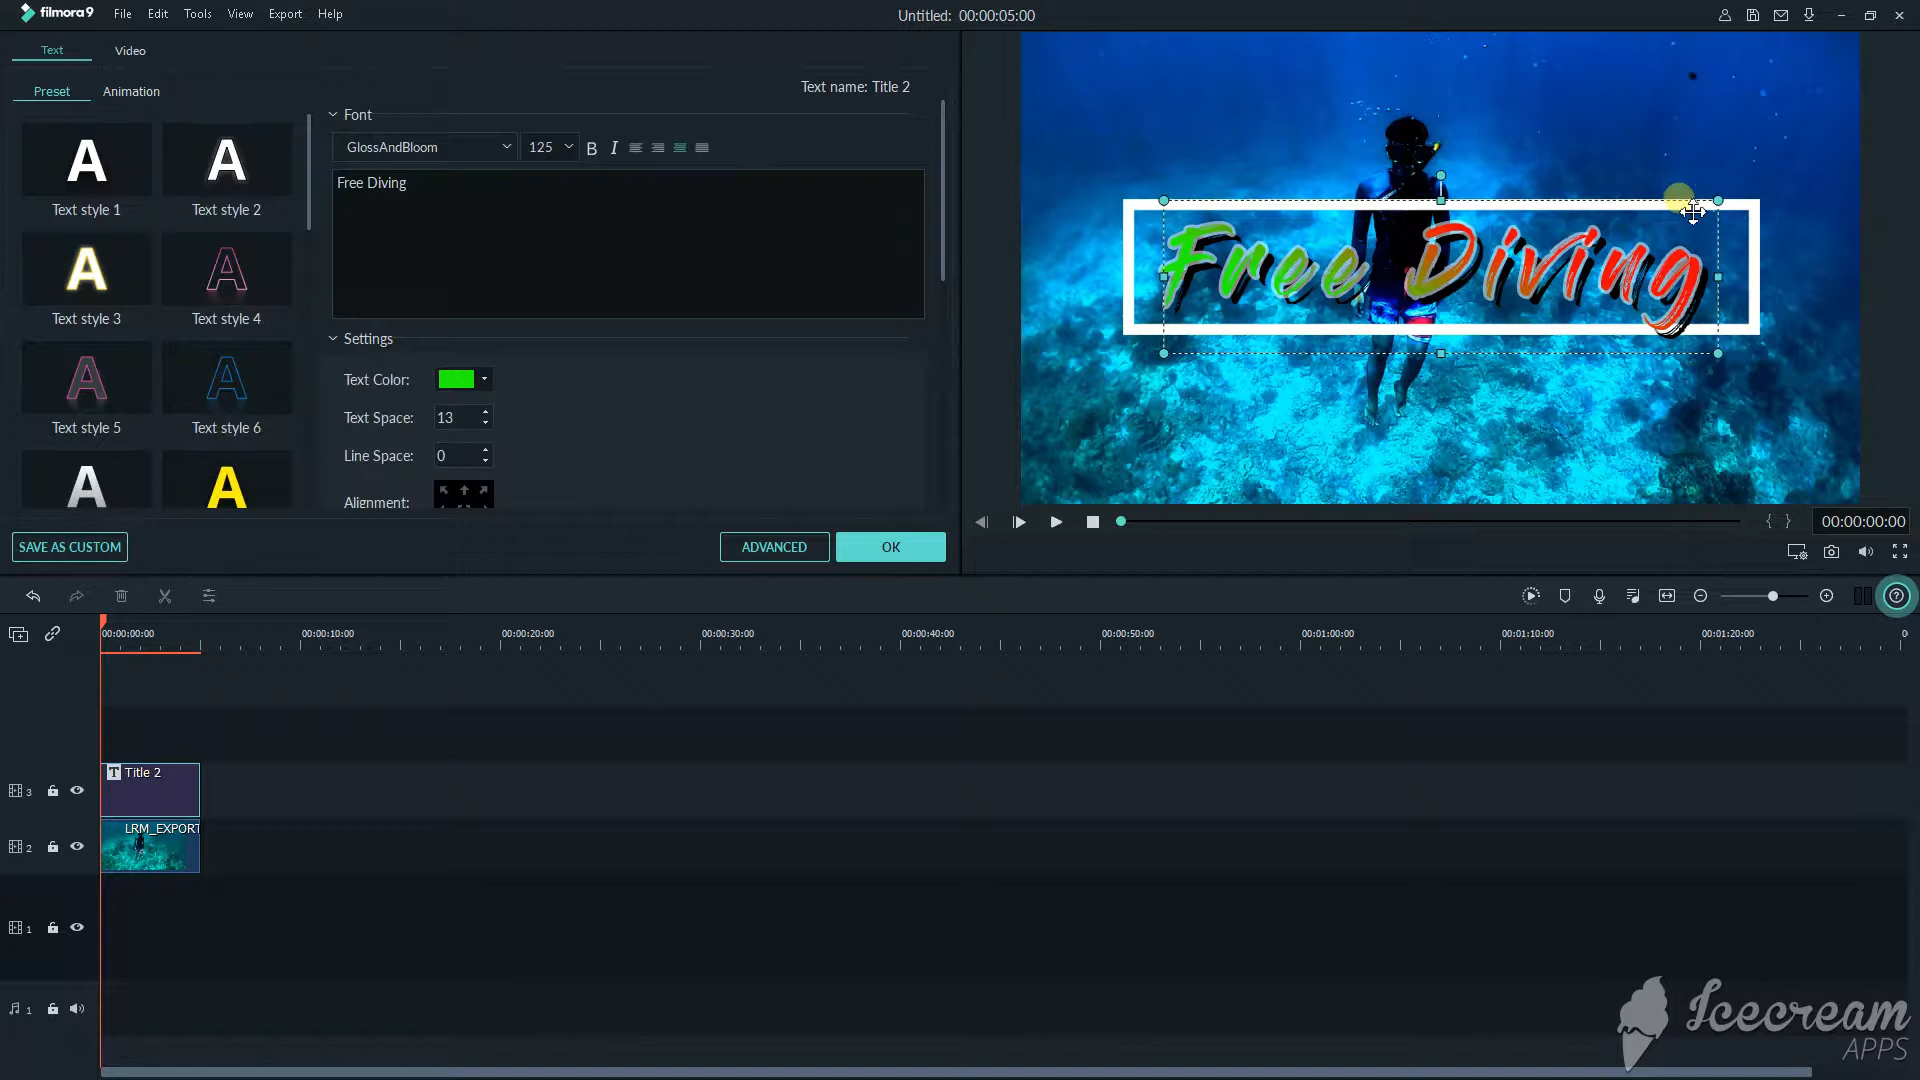 filmora9 File Edit Tools View Export Help
Untitled: 00:00:05:00
Text Video
Preset Animation
Text name: Title 2
A Text style 1
A Text style 2
A Text style 3
A Text style 4
A Text style 5
A Text style 6
A
A
Font
GlossAndBloom 125 B I
Free Diving
Settings
Text Color:
Text Space: 13
Line Space: 0
Alignment:
SAVE AS CUSTOM ADVANCED OK
Free Diving
{ } 00:00:00:00
00:00:00:00 00:00:10:00 00:00:20:00 00:00:30:00 00:00:40:00 00:00:50:00 00:01:00:00 00:01:10:00 00:01:20:00 0
3 T Title 2
2 LRM_EXPORT
1
1
Icecream
APPS